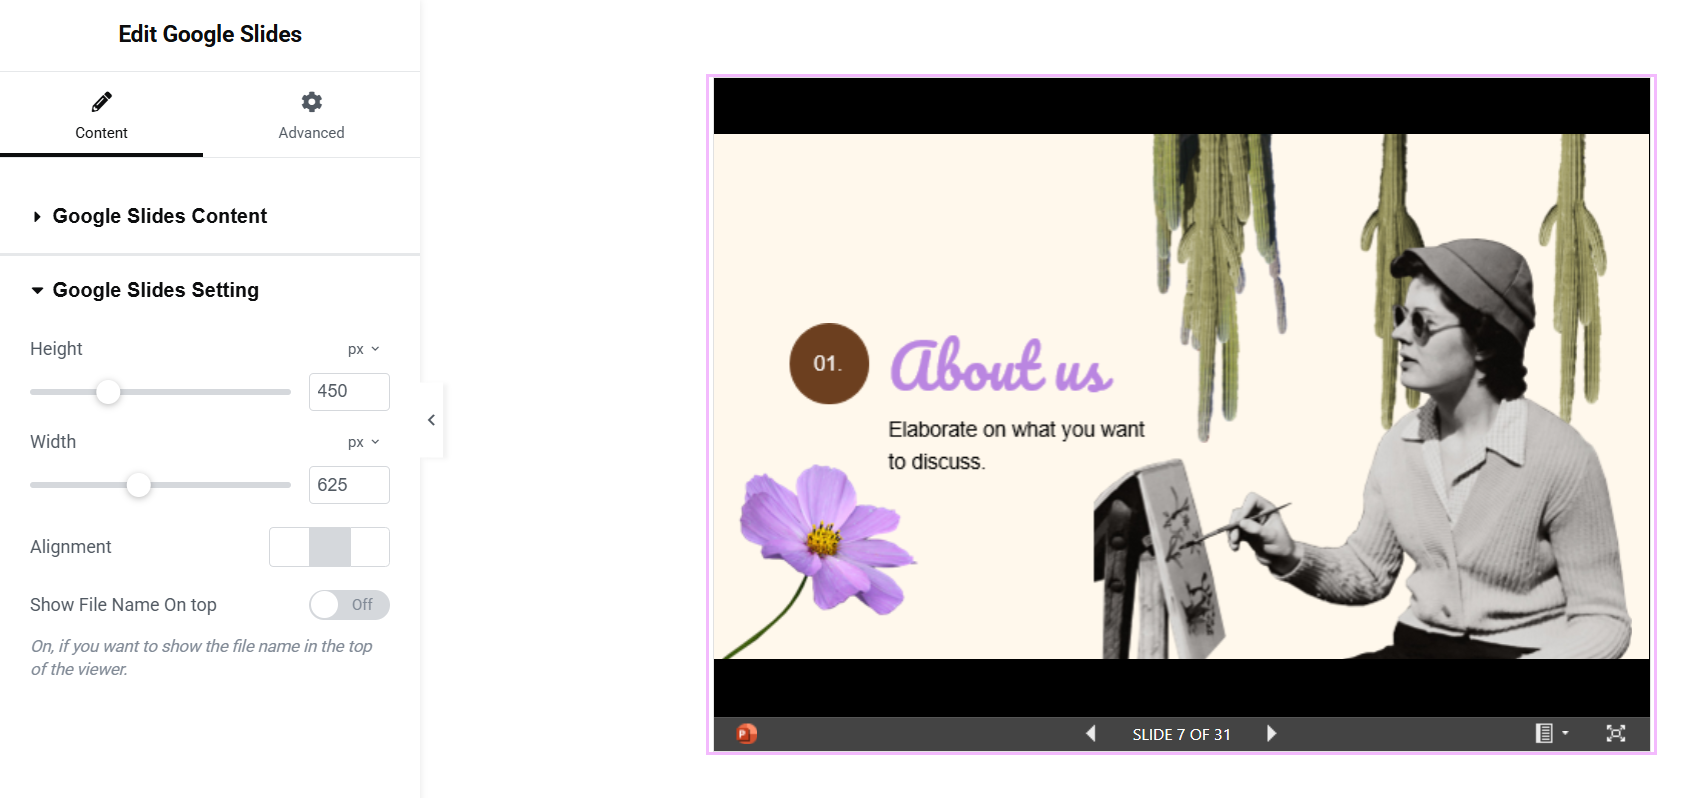 Edit Google Slides
Content
Advanced
Google Slides Content
Google Slides Setting
Height
px
450
Width
px
625
Alignment
Show File Name On top
Off
On, if you want to show the file name in the top
of the viewer.
01.
About us
Elaborate on what you want
to discuss.
P
SLIDE 7 OF 31